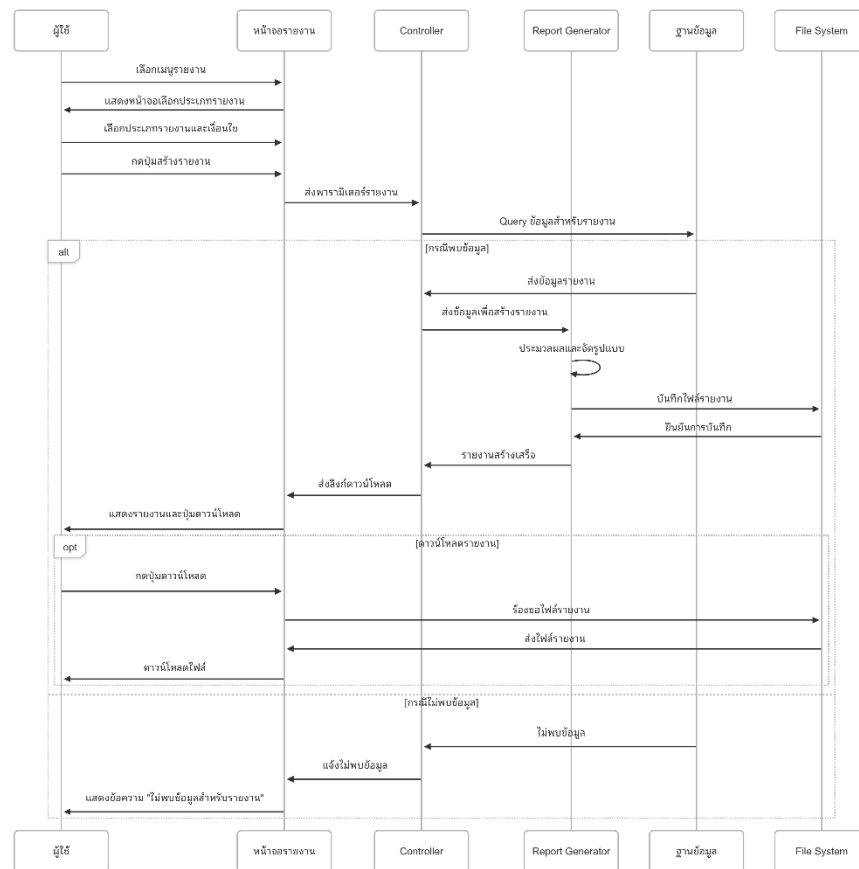 ผู้ใช้
หน้าจอรายงาน
Controller
Report Generator
ฐานข้อมูล
File System
เลือกเมนูรายงาน
แสดงหน้าจอเลือกประเภทรายงาน
เลือกประเภทรายงานและเงื่อนไข
กดปุ่มสร้างรายงาน
ส่งพารามิเตอร์รายงาน
Query ข้อมูลสำหรับรายงาน
alt
[กรณีพบข้อมูล]
ส่งข้อมูลรายงาน
ส่งข้อมูลเพื่อสร้างรายงาน
ประมวลผลและจัดรูปแบบ
บันทึกไฟล์รายงาน
ยืนยันการบันทึก
รายงานสร้างเสร็จ
ส่งลิงก์ดาวน์โหลด
แสดงรายงานและปุ่มดาวน์โหลด
opt
[ดาวน์โหลดรายงาน]
กดปุ่มดาวน์โหลด
ร้องขอไฟล์รายงาน
ส่งไฟล์รายงาน
ดาวน์โหลดไฟล์
[กรณีไม่พบข้อมูล]
ไม่พบข้อมูล
แจ้งไม่พบข้อมูล
แสดงข้อความ "ไม่พบข้อมูลสำหรับรายงาน"
ผู้ใช้
หน้าจอรายงาน
Controller
Report Generator
ฐานข้อมูล
File System